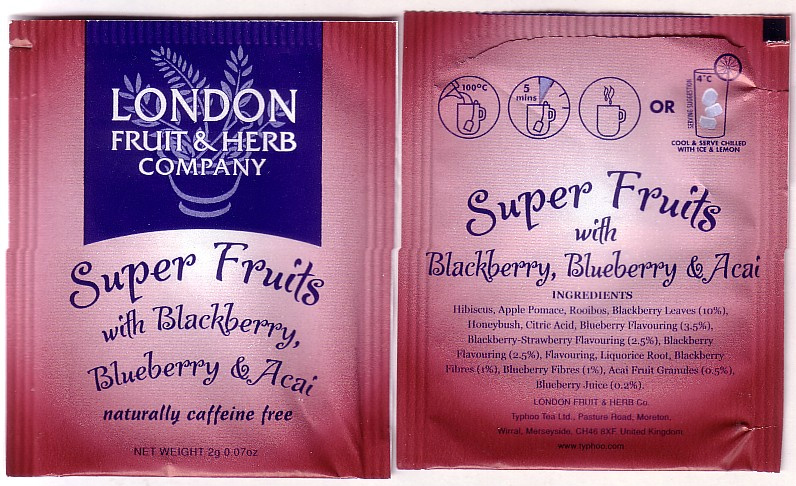 LONDON
FRUIT & HERB
COMPANY
Super Fruits
with Blackberry,
Blueberry & Acai
naturally caffeine free
NET WEIGHT 2g 0.07oz
100°C
5
mins
OR
4°C
SERVING SUGGESTION
COOL & SERVE CHILLED
WITH ICE & LEMON
Super Fruits
with
Blackberry, Blueberry & Acai
INGREDIENTS
Hibiscus, Apple Pomace, Rooibos, Blackberry Leaves (10%),
Honeybush, Citric Acid, Blueberry Flavouring (3.5%),
Blackberry-Strawberry Flavouring (2.5%), Blackberry
Flavouring (2.5%), Flavouring, Liquorice Root, Blackberry
Fibres (1%), Blueberry Fibres (1%), Acai Fruit Granules (0.5%),
Blueberry Juice (0.2%).
LONDON FRUIT & HERB Co.
Typhoo Tea Ltd., Pasture Road, Moreton,
Wirral, Merseyside, CH46 8XF, United Kingdom.
www.typhoo.com